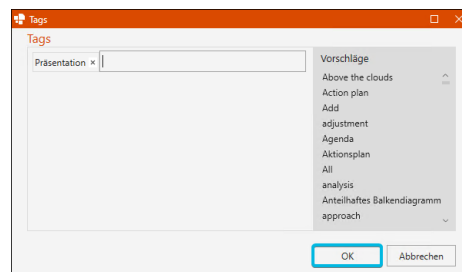 Tags
Tags
Präsentation ×
Vorschläge
Above the clouds
Action plan
Add
adjustment
Agenda
Aktionsplan
All
analysis
Anteilhaftes Balkendiagramm
approach
OK
Abbrechen